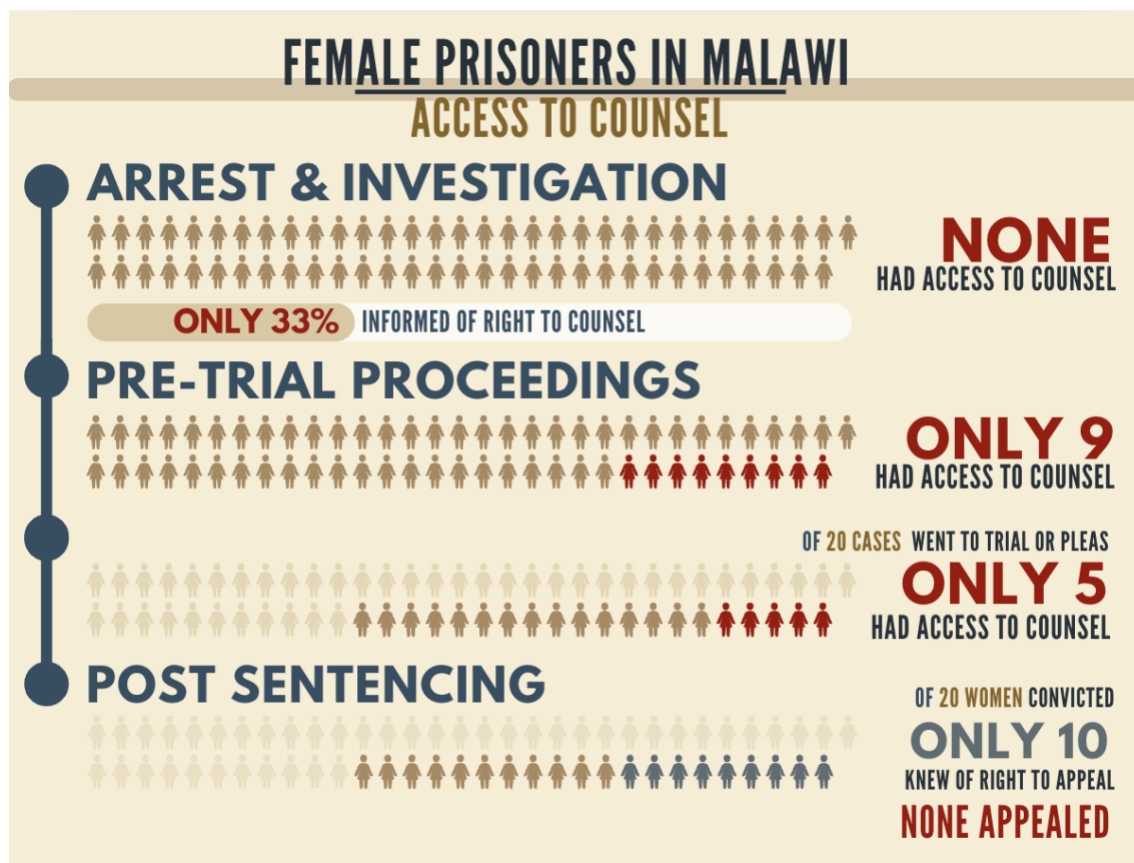 FEMALE PRISONERS IN MALAWI
ACCESS TO COUNSEL
ARREST & INVESTIGATION
NONE
HAD ACCESS TO COUNSEL
ONLY 33% INFORMED OF RIGHT TO COUNSEL
PRE-TRIAL PROCEEDINGS
ONLY 9
HAD ACCESS TO COUNSEL
OF 20 CASES WENT TO TRIAL OR PLEAS
ONLY 5
HAD ACCESS TO COUNSEL
POST SENTENCING
OF 20 WOMEN CONVICTED
ONLY 10
KNEW OF RIGHT TO APPEAL
NONE APPEALED